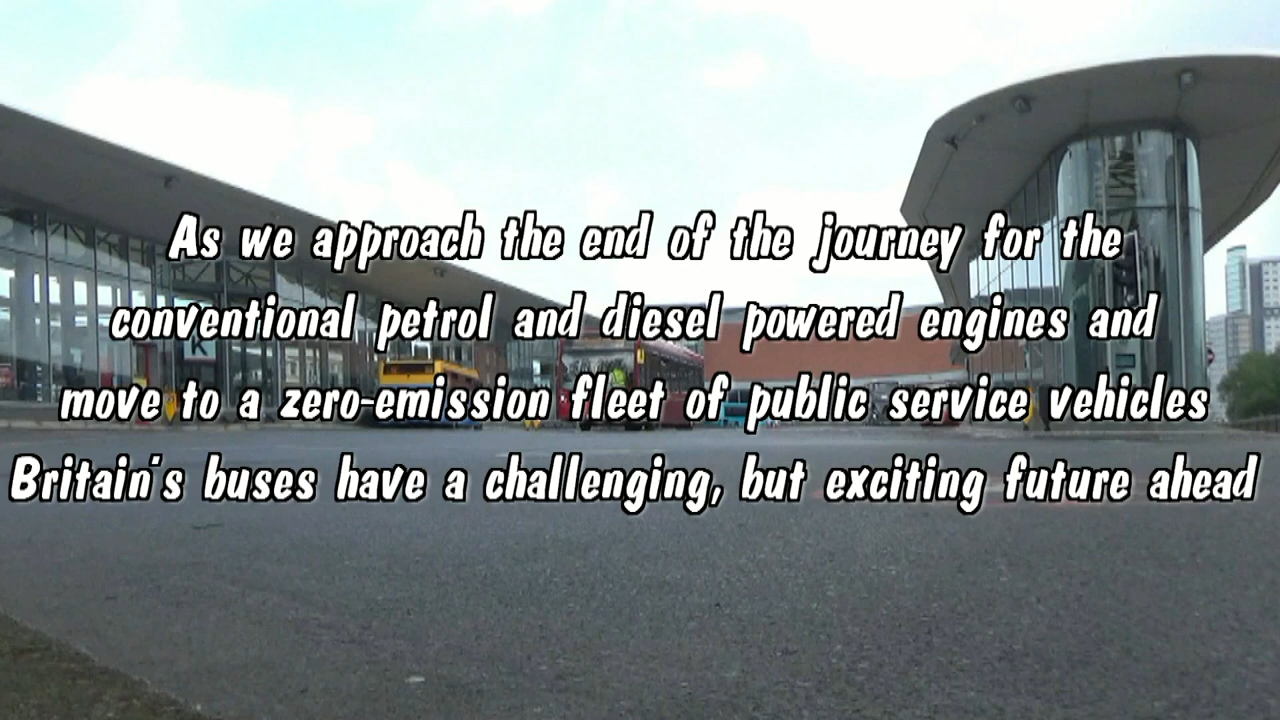 As we approach the end of the journey for the
conventional petrol and diesel powered engines and
move to a zero-emission fleet of public service vehicles
Britain's buses have a challenging, but exciting future ahead